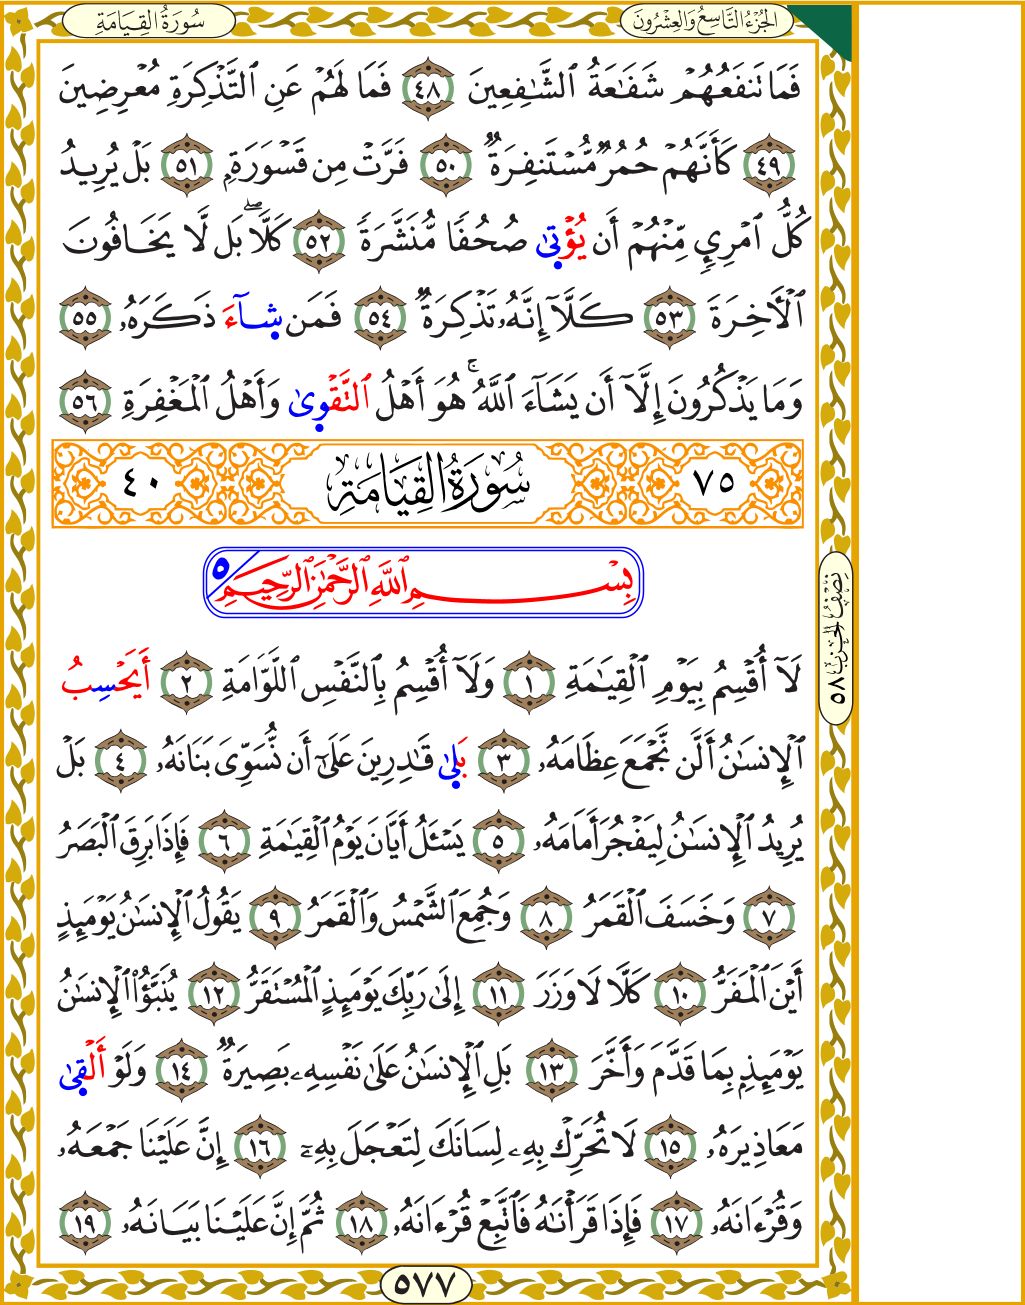 الجُزْءُ التَّاسِعُ وَالعِشْرُونَ
سُورَةُ القِيَامَةِ
فَمَا تَنفَعُهُمْ شَفَـٰعَةُ ٱلشَّـٰفِعِينَ ٤٨ فَمَا لَهُمْ عَنِ ٱلتَّذْكِرَةِ مُعْرِضِينَ
٤٩ كَأَنَّهُمْ حُمُرٌ مُّسْتَنفِرَةٌ ٥٠ فَرَّتْ مِن قَسْوَرَةٍۭ ٥١ بَلْ يُرِيدُ
كُلُّ ٱمْرِئٍ مِّنْهُمْ أَن يُؤْتىٰ صُحُفًا مُّنَشَّرَةً ٥٢ كَلَّاۖ بَل لَّا يَخَافُونَ
ٱلْـَٔاخِرَةَ ٥٣ كَلَّآ إِنَّهُۥ تَذْكِرَةٌ ٥٤ فَمَن شَآءَ ذَكَرَهُۥ ٥٥
وَمَا يَذْكُرُونَ إِلَّآ أَن يَشَآءَ ٱللَّهُۚ هُوَ أَهْلُ ٱلتَّقْوىٰ وَأَهْلُ ٱلْمَغْفِرَةِ ٥٦
٧٥ سُورَةُ القِيَامَةِ ٤٠
بِسْمِ ٱللَّهِ ٱلرَّحْمَـٰنِ ٱلرَّحِيمِ ٥
لَآ أُقْسِمُ بِيَوْمِ ٱلْقِيَـٰمَةِ ١ وَلَآ أُقْسِمُ بِٱلنَّفْسِ ٱللَّوَّامَةِ ٢ أَيَحْسِبُ
ٱلْإِنسَـٰنُ أَلَّن نَّجْمَعَ عِظَامَهُۥ ٣ بَلىٰ قَـٰدِرِينَ عَلَىٰٓ أَن نُّسَوِّىَ بَنَانَهُۥ ٤ بَلْ
يُرِيدُ ٱلْإِنسَـٰنُ لِيَفْجُرَ أَمَامَهُۥ ٥ يَسْـَٔلُ أَيَّانَ يَوْمُ ٱلْقِيَـٰمَةِ ٦ فَإِذَا بَرِقَ ٱلْبَصَرُ
٧ وَخَسَفَ ٱلْقَمَرُ ٨ وَجُمِعَ ٱلشَّمْسُ وَٱلْقَمَرُ ٩ يَقُولُ ٱلْإِنسَـٰنُ يَوْمَئِذٍ
أَيْنَ ٱلْمَفَرُّ ١٠ كَلَّا لَا وَزَرَ ١١ إِلَىٰ رَبِّكَ يَوْمَئِذٍ ٱلْمُسْتَقَرُّ ١٢ يُنَبَّؤُا۟ ٱلْإِنسَـٰنُ
يَوْمَئِذٍۭ بِمَا قَدَّمَ وَأَخَّرَ ١٣ بَلِ ٱلْإِنسَـٰنُ عَلَىٰ نَفْسِهِۦ بَصِيرَةٌ ١٤ وَلَوْ أَلْقىٰ
مَعَاذِيرَهُۥ ١٥ لَا تُحَرِّكْ بِهِۦ لِسَانَكَ لِتَعْجَلَ بِهِۦٓ ١٦ إِنَّ عَلَيْنَا جَمْعَهُۥ
وَقُرْءَانَهُۥ ١٧ فَإِذَا قَرَأْنَـٰهُ فَٱتَّبِعْ قُرْءَانَهُۥ ١٨ ثُمَّ إِنَّ عَلَيْنَا بَيَانَهُۥ ١٩
نِصْفُ الحِزْبِ ٥٨
٥٧٧